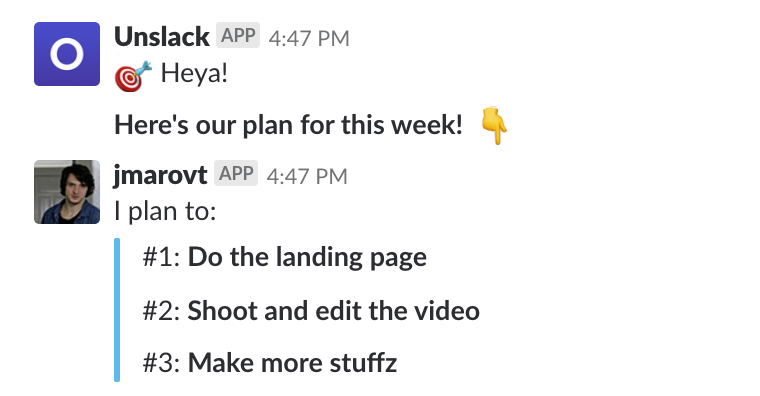 Unslack APP 4:47 PM
🎯 Heya!
Here's our plan for this week! 👇
jmarovt APP 4:47 PM
I plan to:
#1: Do the landing page
#2: Shoot and edit the video
#3: Make more stuffz